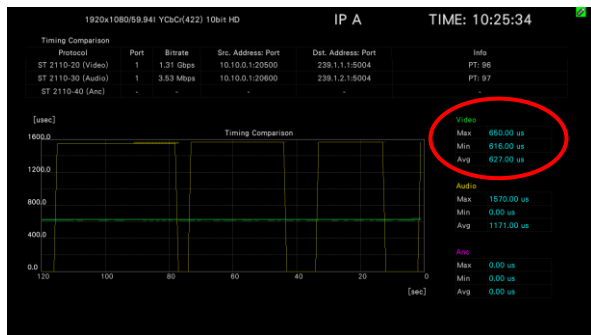 1920x1080/59.94I YCbCr(422) 10bit HD IP A TIME: 10:25:34
Timing Comparison
Protocol Port Bitrate Src. Address: Port Dst. Address: Port Info
ST 2110-20 (Video) 1 1.31 Gbps 10.10.0.1:20500 239.1.1.1:5004 PT: 96
ST 2110-30 (Audio) 1 3.53 Mbps 10.10.0.1:20600 239.1.2.1:5004 PT: 97
ST 2110-40 (Anc) - - - - -
[usec]
Timing Comparison
1600.0
1200.0
800.0
400.0
0.0
120 100 80 60 40 20 0
[sec]
Video
Max 650.00 us
Min 616.00 us
Avg 627.00 us
Audio
Max 1570.00 us
Min 0.00 us
Avg 1171.00 us
Anc
Max 0.00 us
Min 0.00 us
Avg 0.00 us